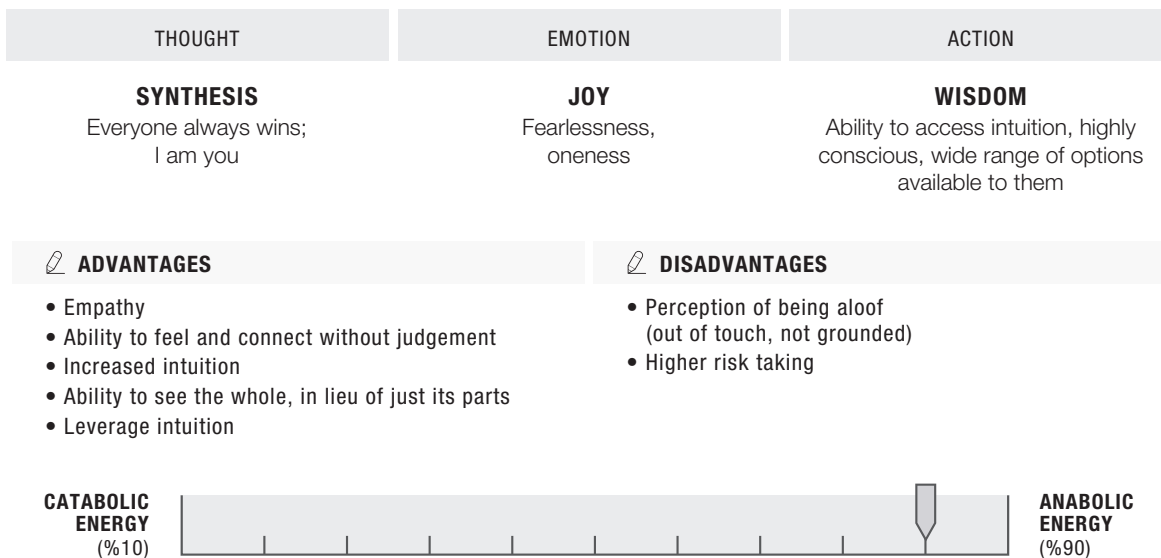 THOUGHT
EMOTION
ACTION
SYNTHESIS
Everyone always wins;
I am you
JOY
Fearlessness,
oneness
WISDOM
Ability to access intuition, highly
conscious, wide range of options
available to them
ADVANTAGES
• Empathy
• Ability to feel and connect without judgement
• Increased intuition
• Ability to see the whole, in lieu of just its parts
• Leverage intuition
DISADVANTAGES
• Perception of being aloof
(out of touch, not grounded)
• Higher risk taking
CATABOLIC
ENERGY
(%10)
ANABOLIC
ENERGY
(%90)